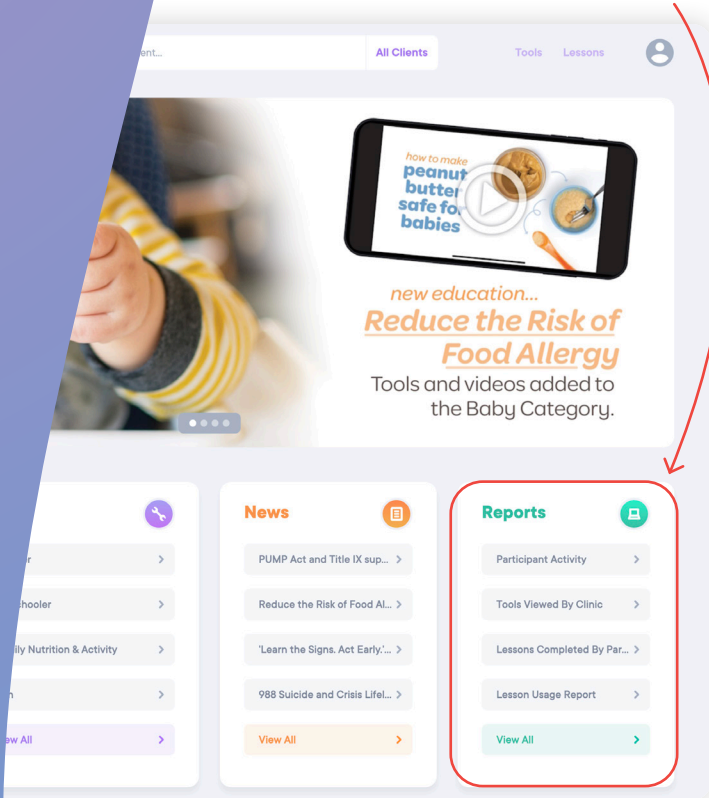 ent...
All Clients
Tools
Lessons
how to make
peanut
butter
safe for
babies
new education...
Reduce the Risk of
Food Allergy
Tools and videos added to
the Baby Category.
r
hooler
ily Nutrition & Activity
n
ew All
News
PUMP Act and Title IX sup...
Reduce the Risk of Food Al...
'Learn the Signs. Act Early.'...
988 Suicide and Crisis Lifel...
View All
Reports
Participant Activity
Tools Viewed By Clinic
Lessons Completed By Par...
Lesson Usage Report
View All